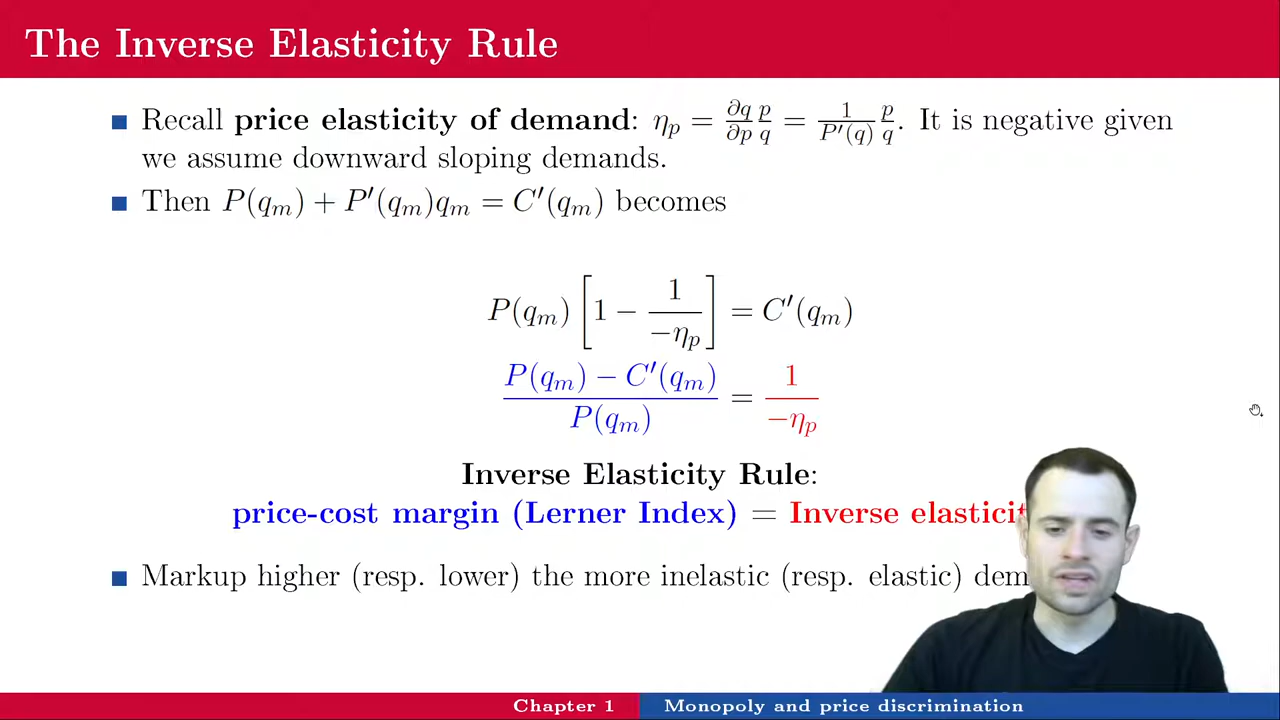 The Inverse Elasticity Rule
Recall price elasticity of demand: η_p = ∂q/∂p p/q = 1/P′(q) p/q. It is negative given
we assume downward sloping demands.
Then P(q_m) + P′(q_m)q_m = C′(q_m) becomes
P(q_m) [1 − 1/−η_p] = C′(q_m)
P(q_m) − C′(q_m)/P(q_m) = 1/−η_p
Inverse Elasticity Rule:
price-cost margin (Lerner Index) = Inverse
Markup higher (resp. lower) the more inelastic (resp. elastic)
Chapter 1 Monopoly and price discrimination